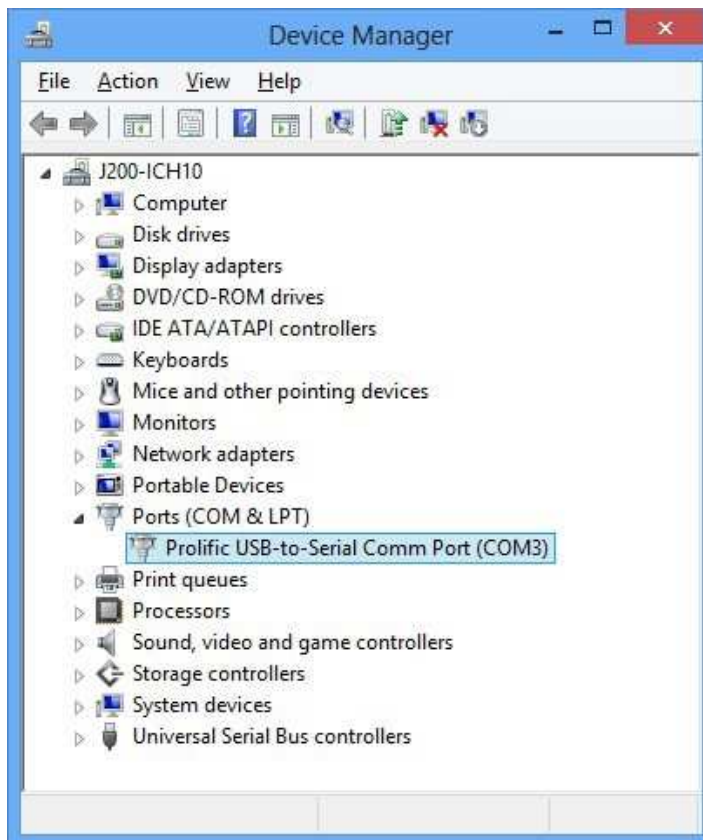 Device Manager
File Action View Help
J200-ICH10
Computer
Disk drives
Display adapters
DVD/CD-ROM drives
IDE ATA/ATAPI controllers
Keyboards
Mice and other pointing devices
Monitors
Network adapters
Portable Devices
Ports (COM & LPT)
Prolific USB-to-Serial Comm Port (COM3)
Print queues
Processors
Sound, video and game controllers
Storage controllers
System devices
Universal Serial Bus controllers